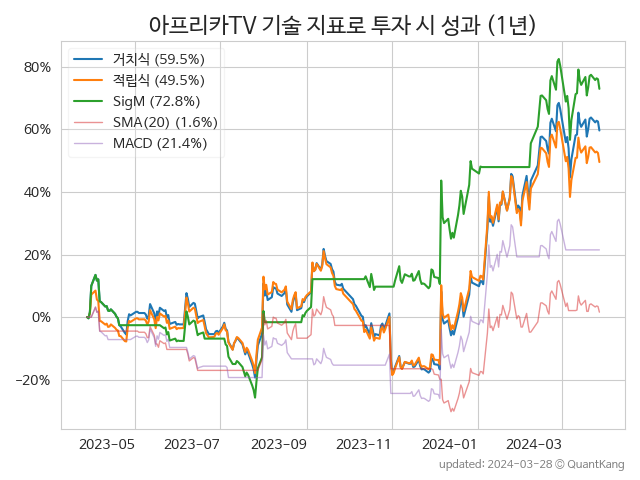 아프리카TV 기술 지표로 투자 시 성과 (1년)
거치식 (59.5%)
적립식 (49.5%)
SigM (72.8%)
SMA(20) (1.6%)
MACD (21.4%)
80%
60%
40%
20%
0%
−20%
2023-05 2023-07 2023-09 2023-11 2024-01 2024-03
updated: 2024-03-28 © QuantKang